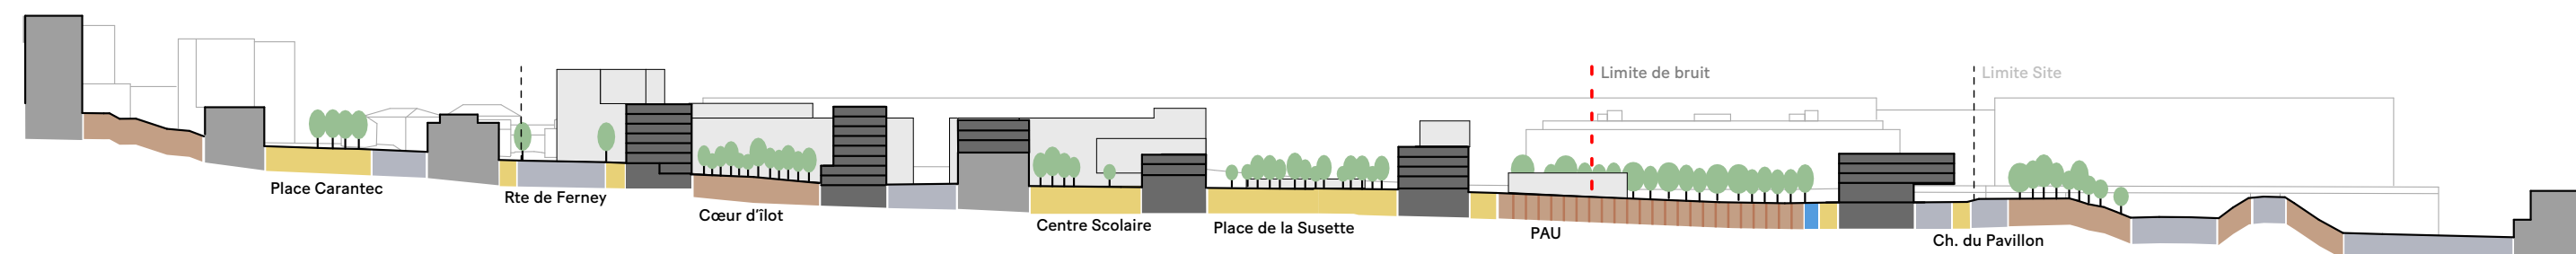 Limite de bruit
Limite Site
Place Carantec
Rte de Ferney
Cœur d'îlot
Centre Scolaire
Place de la Susette
PAU
Ch. du Pavillon